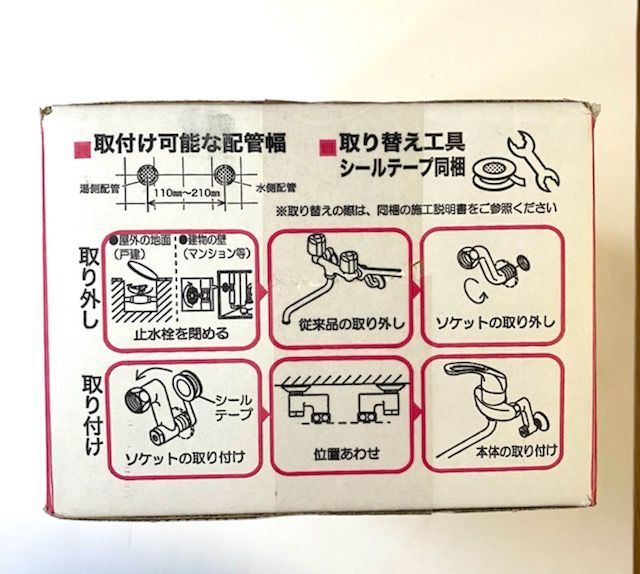 ■取付け可能な配管幅
湯側配管
110mm～210mm
水側配管
■取り替え工具
シールテープ同梱
※取り替えの際は、同梱の施工説明書をご参照ください
取り外し
●屋外の地面
（戸建）
●建物の壁
（マンション等）
止水栓を閉める
従来品の取り外し
ソケットの取り外し
取り付け
シール
テープ
ソケットの取り付け
位置あわせ
本体の取り付け